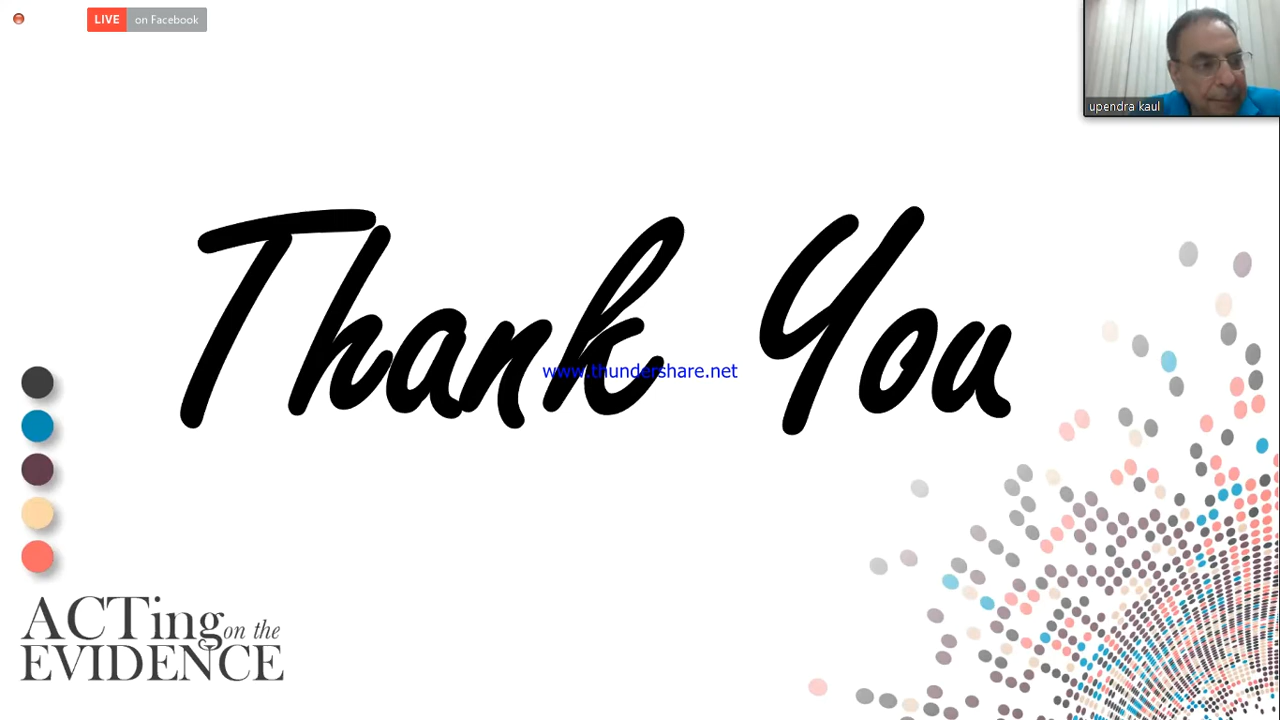 LIVE on Facebook
upendra kaul
Thank You
www.thundershare.net
ACTing on the
EVIDENCE